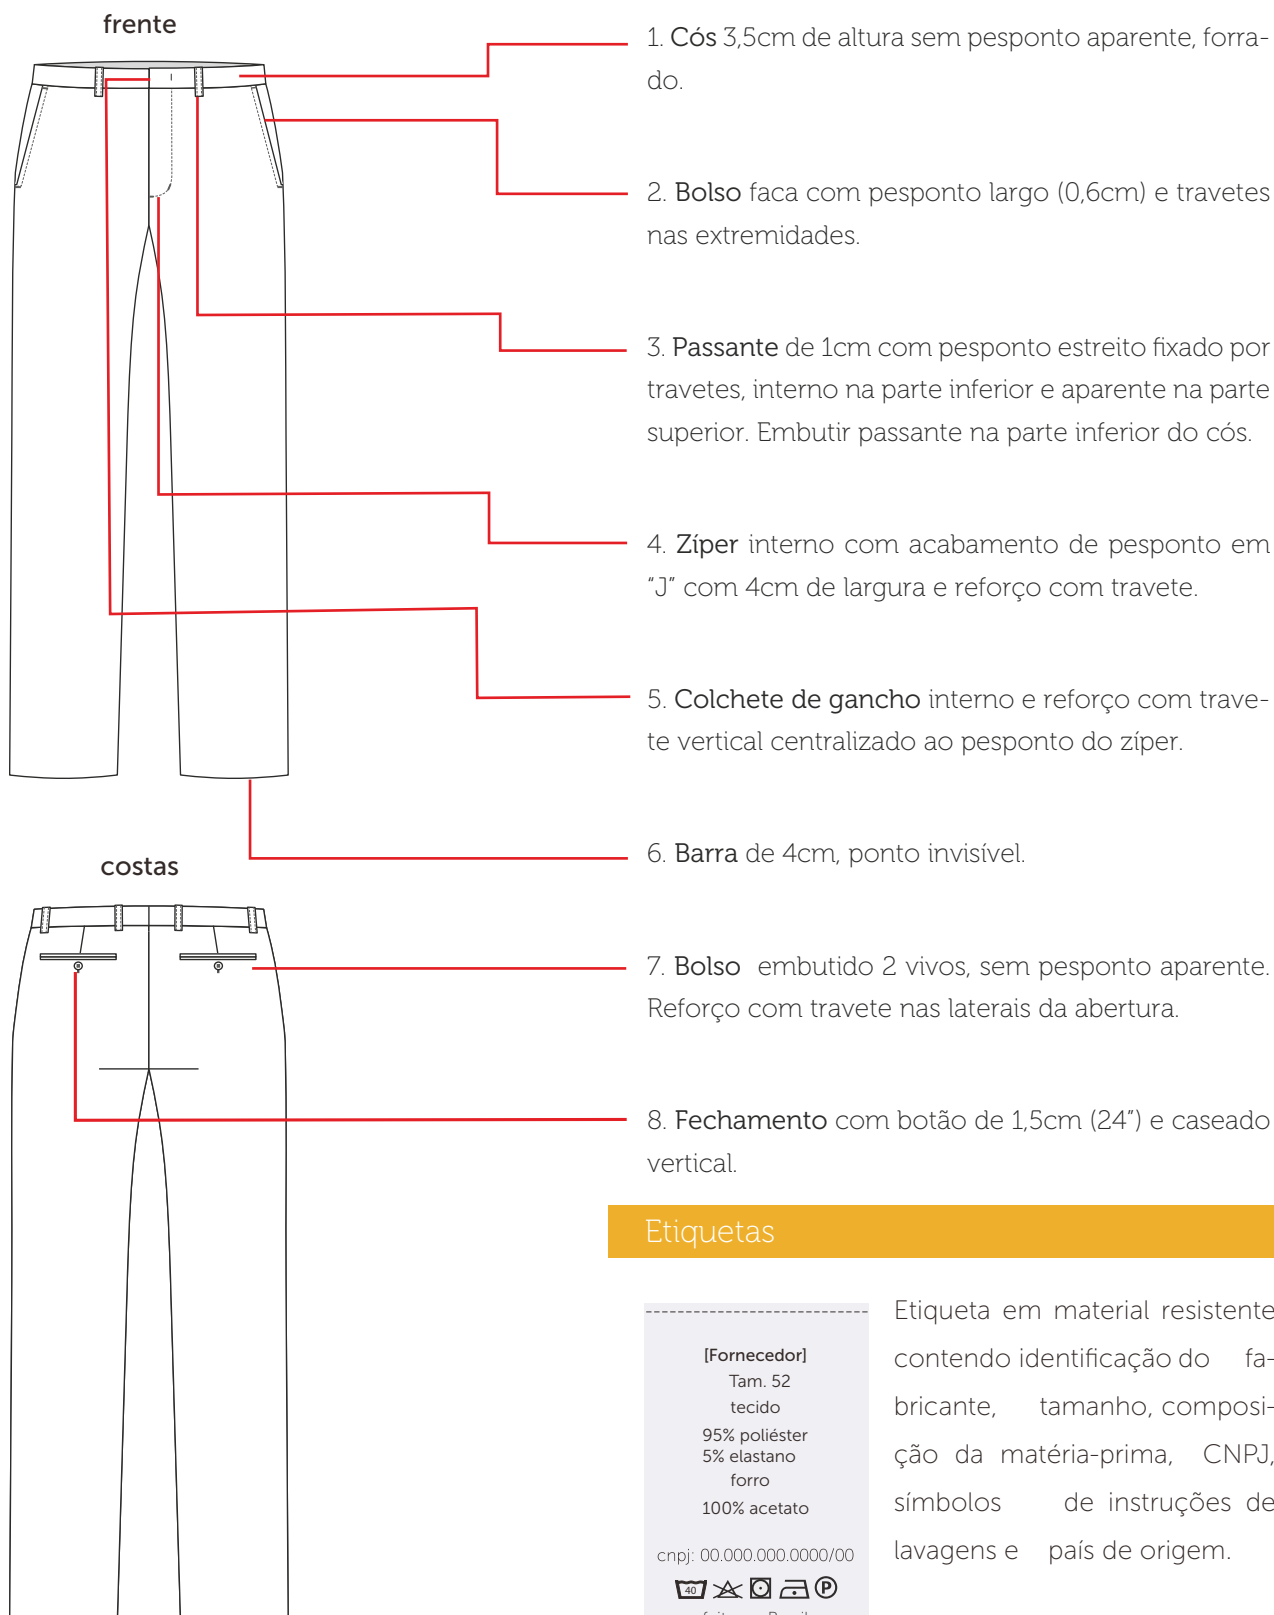 frente
1. Cós 3,5cm de altura sem pesponto aparente, forra-
do.
2. Bolso faca com pesponto largo (0,6cm) e travetes
nas extremidades.
3. Passante de 1cm com pesponto estreito fixado por
travetes, interno na parte inferior e aparente na parte
superior. Embutir passante na parte inferior do cós.
4. Zíper interno com acabamento de pesponto em
“J” com 4cm de largura e reforço com travete.
5. Colchete de gancho interno e reforço com trave-
te vertical centralizado ao pesponto do zíper.
6. Barra de 4cm, ponto invisível.
costas
7. Bolso embutido 2 vivos, sem pesponto aparente.
Reforço com travete nas laterais da abertura.
8. Fechamento com botão de 1,5cm (24”) e caseado
vertical.
Etiquetas
[Fornecedor]
Tam. 52
tecido
95% poliéster
5% elastano
forro
100% acetato
cnpj: 00.000.000.0000/00
40
P
Etiqueta em material resistente
contendo identificação do fa-
bricante, tamanho, composi-
ção da matéria-prima, CNPJ,
símbolos de instruções de
lavagens e país de origem.